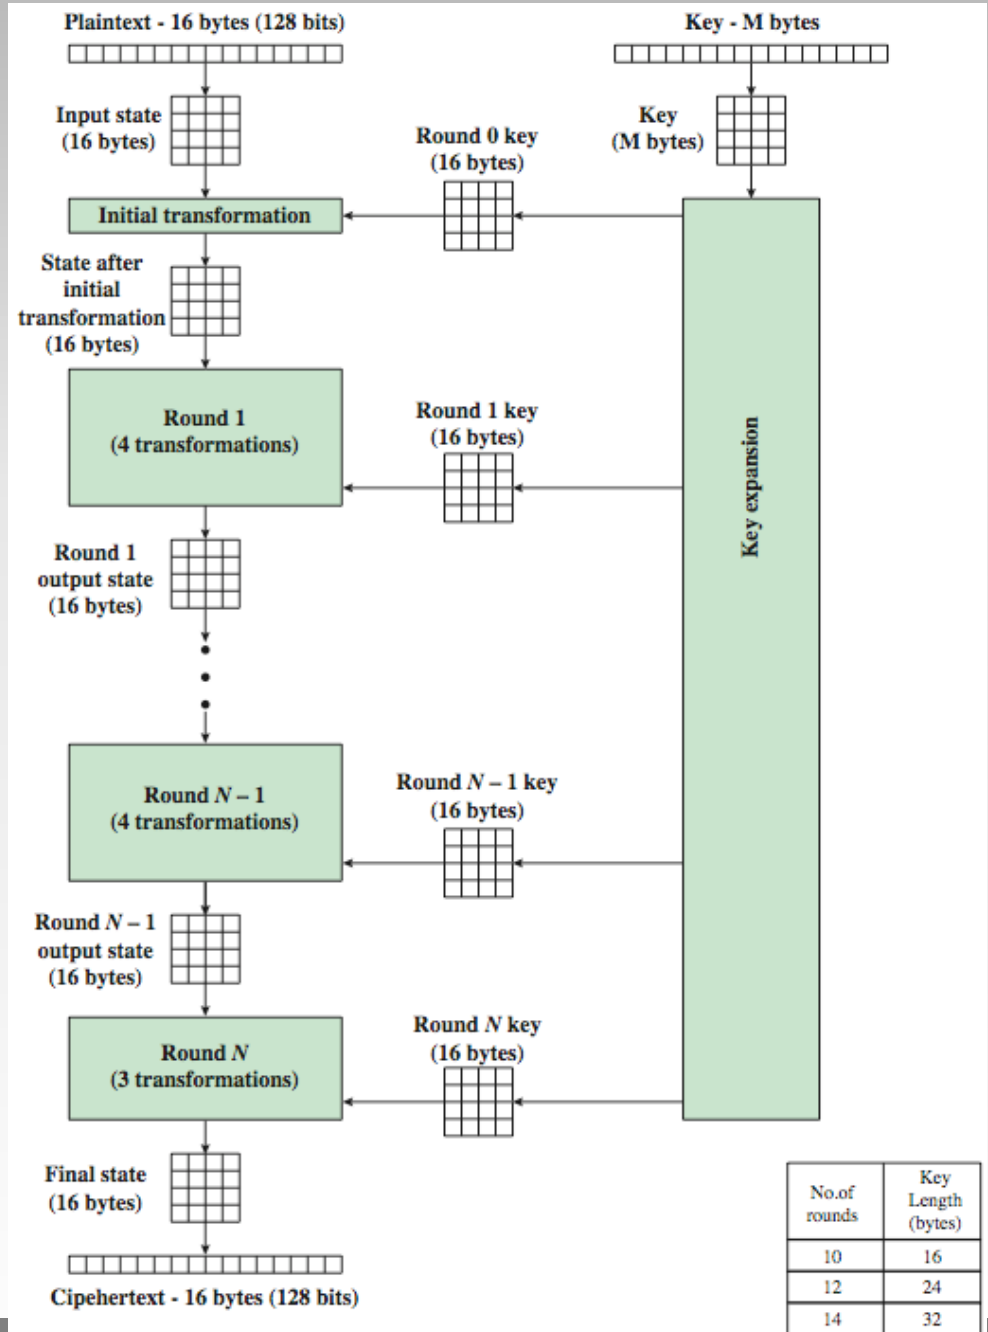 Plaintext - 16 bytes (128 bits)
Key - M bytes
Input state
(16 bytes)
Key
(M bytes)
Round 0 key
(16 bytes)
Initial transformation
State after
initial
transformation
(16 bytes)
Round 1
(4 transformations)
Round 1 key
(16 bytes)
Key expansion
Round 1
output state
(16 bytes)
Round N – 1
(4 transformations)
Round N – 1 key
(16 bytes)
Round N – 1
output state
(16 bytes)
Round N
(3 transformations)
Round N key
(16 bytes)
Final state
(16 bytes)
Cipehertext - 16 bytes (128 bits)
No.of
rounds
Key
Length
(bytes)
10 16
12 24
14 32